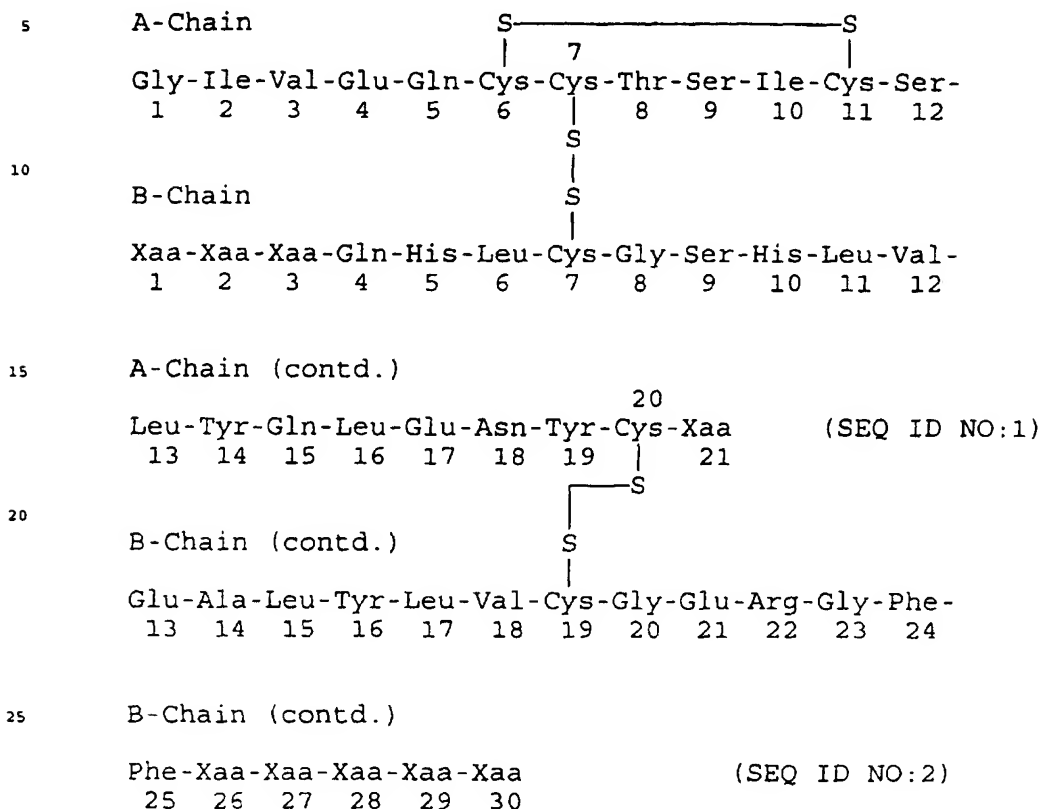 5 A-Chain S S
7
Gly-Ile-Val-Glu-Gln-Cys-Cys-Thr-Ser-Ile-Cys-Ser-
1 2 3 4 5 6 8 9 10 11 12
S
10 S
B-Chain
Xaa-Xaa-Xaa-Gln-His-Leu-Cys-Gly-Ser-His-Leu-Val-
1 2 3 4 5 6 7 8 9 10 11 12
15 A-Chain (contd.)
20
Leu-Tyr-Gln-Leu-Glu-Asn-Tyr-Cys-Xaa (SEQ ID NO:1)
13 14 15 16 17 18 19 21
S
20
B-Chain (contd.) S
Glu-Ala-Leu-Tyr-Leu-Val-Cys-Gly-Glu-Arg-Gly-Phe-
13 14 15 16 17 18 19 20 21 22 23 24
25 B-Chain (contd.)
Phe-Xaa-Xaa-Xaa-Xaa-Xaa (SEQ ID NO:2)
25 26 27 28 29 30